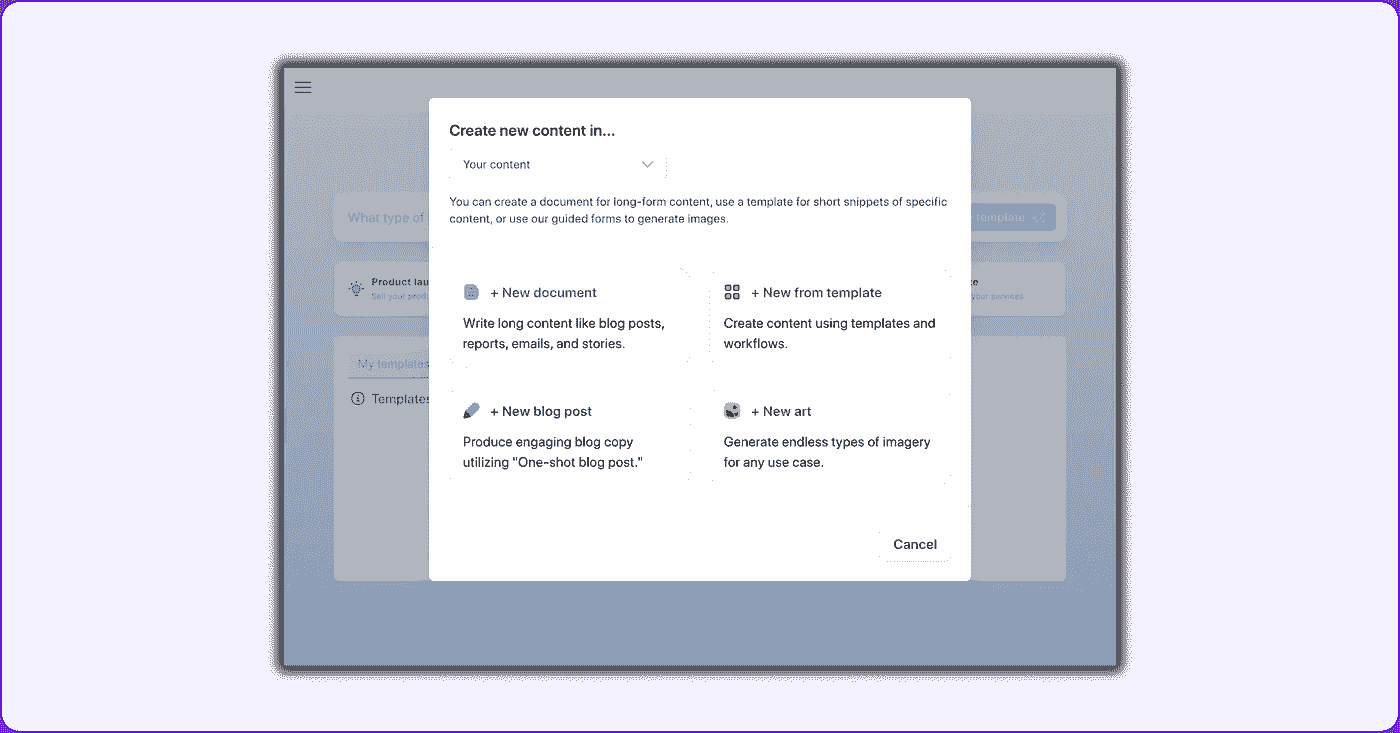 Create new content in...
Your content
You can create a document for long-form content, use a template for short snippets of specific
content, or use our guided forms to generate images.
What type of
template
Product lau
Sell your produ
your services
+ New document
Write long content like blog posts,
reports, emails, and stories.
+ New from template
Create content using templates and
workflows.
My templates
Templates
+ New blog post
Produce engaging blog copy
utilizing "One-shot blog post."
+ New art
Generate endless types of imagery
for any use case.
Cancel